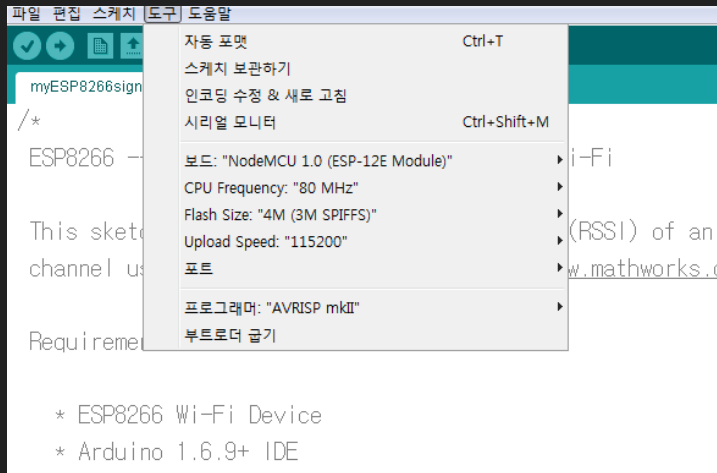 파일 편집 스케치 도구 도움말
myESP8266sign
자동 포맷 Ctrl+T
스케치 보관하기
인코딩 수정 & 새로 고침
시리얼 모니터 Ctrl+Shift+M
보드: "NodeMCU 1.0 (ESP-12E Module)"
CPU Frequency: "80 MHz"
Flash Size: "4M (3M SPIFFS)"
Upload Speed: "115200"
포트
프로그래머: "AVRISP mkII"
부트로더 굽기
/*
ESP8266 -- i-Fi
This sket (RSSI) of an
channel u w.mathworks.
Requireme
* ESP8266 Wi-Fi Device
* Arduino 1.6.9+ IDE